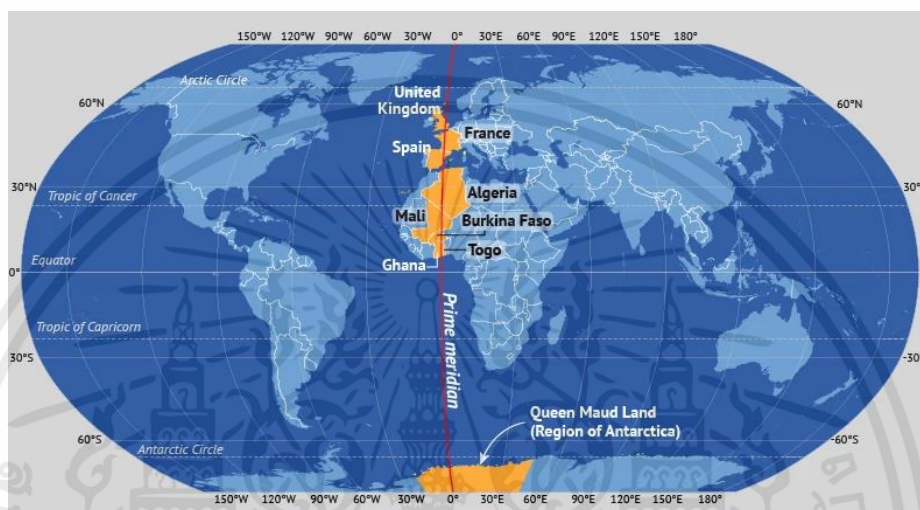 150°W 120°W 90°W 60°W 30°W 0° 30°E 60°E 90°E 120°E 150°E 180°
Arctic Circle
60°N 60°N
United
Kingdom
France
Spain
30°N 30°N
Tropic of Cancer
Algeria
Mali
Burkina Faso
Togo
Ghana
Equator
0° 0°
Prime meridian
Tropic of Capricorn
30°S -30°S
Queen Maud Land
(Region of Antarctica)
60°S -60°S
Antarctic Circle
150°W 120°W 90°W 60°W 30°W 0° 30°E 60°E 90°E 120°E 150°E 180°